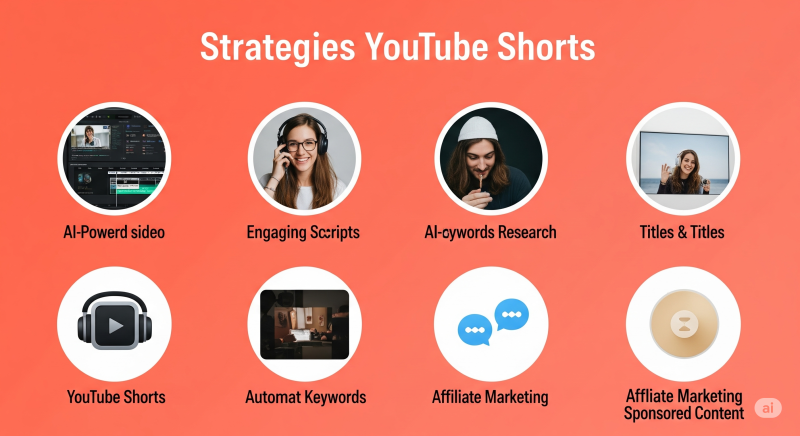 Strategies YouTube Shorts
AI-Powerd sideo
Engaging Scripts
AI-oywords Research
Titles & Titles
YouTube Shorts
Automat Keywords
Affiliate Marketing
Affliate Marketing
Sponsored Content
ai